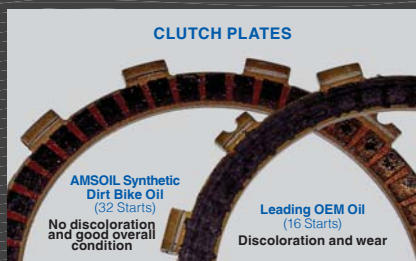 CLUTCH PLATES
AMSOIL Synthetic
Dirt Bike Oil
(32 Starts)
No discoloration
and good overall
condition
Leading OEM Oil
(16 Starts)
Discoloration and wear